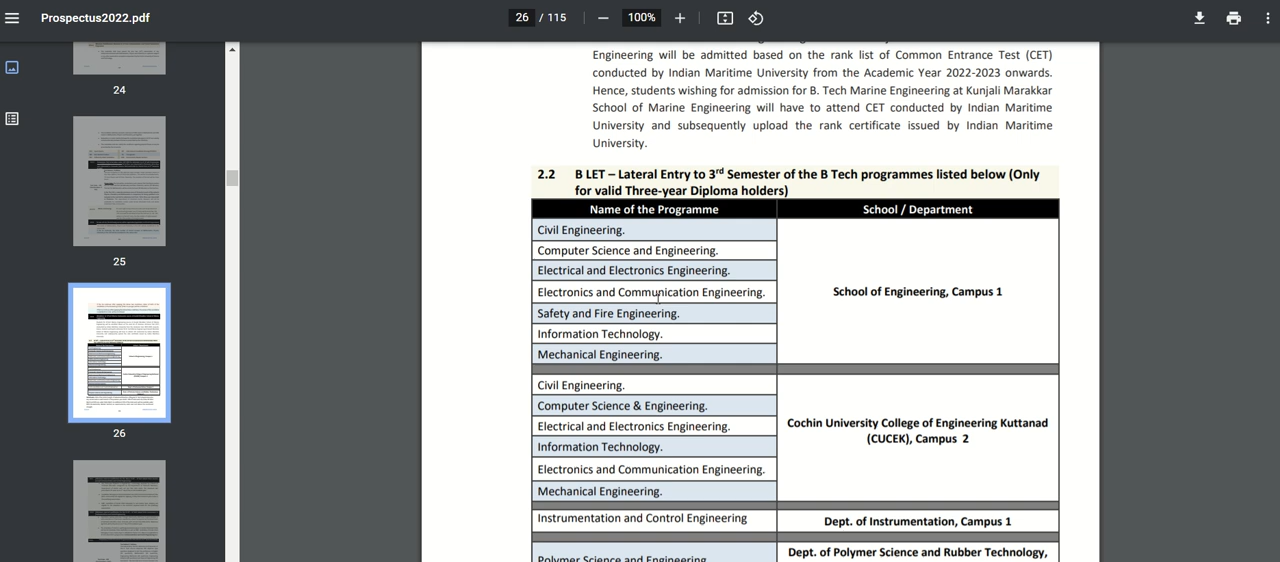 Prospectus2022.pdf
26 / 115
100%
24
25
26
Engineering will be admitted based on the rank list of Common Entrance Test (CET)
conducted by Indian Maritime University from the Academic Year 2022-2023 onwards.
Hence, students wishing for admission for B. Tech Marine Engineering at Kunjali Marakkar
School of Marine Engineering will have to attend CET conducted by Indian Maritime
University and subsequently upload the rank certificate issued by Indian Maritime
University.
2.2 B LET – Lateral Entry to 3rd Semester of the B Tech programmes listed below (Only
for valid Three-year Diploma holders)
Name of the Programme
School / Department
Civil Engineering.
Computer Science and Engineering.
Electrical and Electronics Engineering.
Electronics and Communication Engineering.
Safety and Fire Engineering.
Information Technology.
Mechanical Engineering.
School of Engineering, Campus 1
Civil Engineering.
Computer Science & Engineering.
Electrical and Electronics Engineering.
Information Technology.
Electronics and Communication Engineering.
Mechanical Engineering.
Cochin University College of Engineering Kuttanad
(CUCEK), Campus 2
Instrumentation and Control Engineering
Dept. of Instrumentation, Campus 1
Polymer Science and Engineering
Dept. of Polymer Science and Rubber Technology,